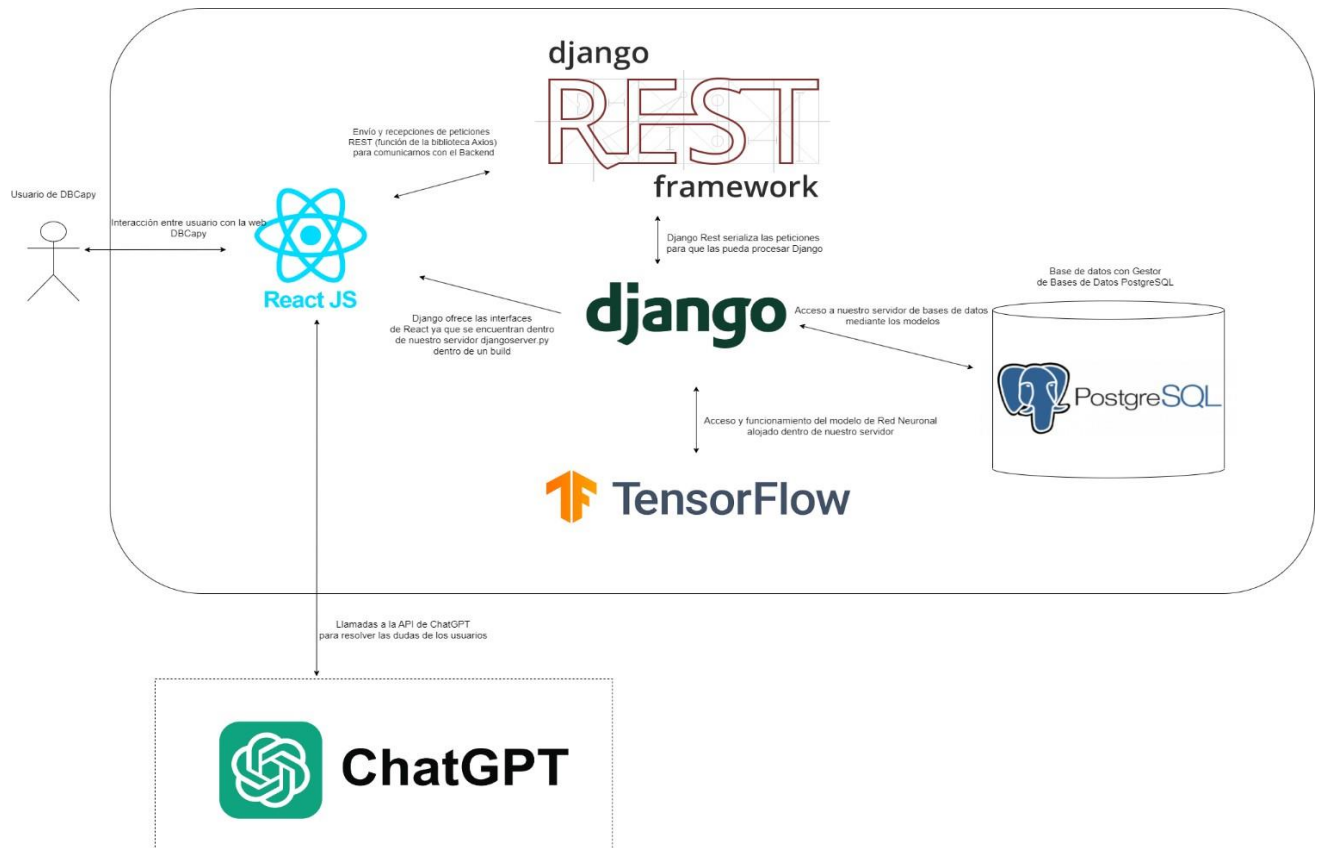 django
REST
framework
Envío y recepciones de peticiones
REST (función de la biblioteca Axios)
para comunicarnos con el Backend
Usuario de DBCapy
Interacción entre usuario con la web
DBCapy
React JS
Django Rest serializa las peticiones
para que las pueda procesar Django
Base de datos con Gestor
de Bases de Datos PostgreSQL
django
Acceso a nuestro servidor de bases de datos
mediante los modelos
Django ofrece las interfaces
de React ya que se encuentran dentro
de nuestro servidor djangoserver.py
dentro de un build
PostgreSQL
Acceso y funcionamiento del modelo de Red Neuronal
alojado dentro de nuestro servidor
TensorFlow
Llamadas a la API de ChatGPT
para resolver las dudas de los usuarios
ChatGPT